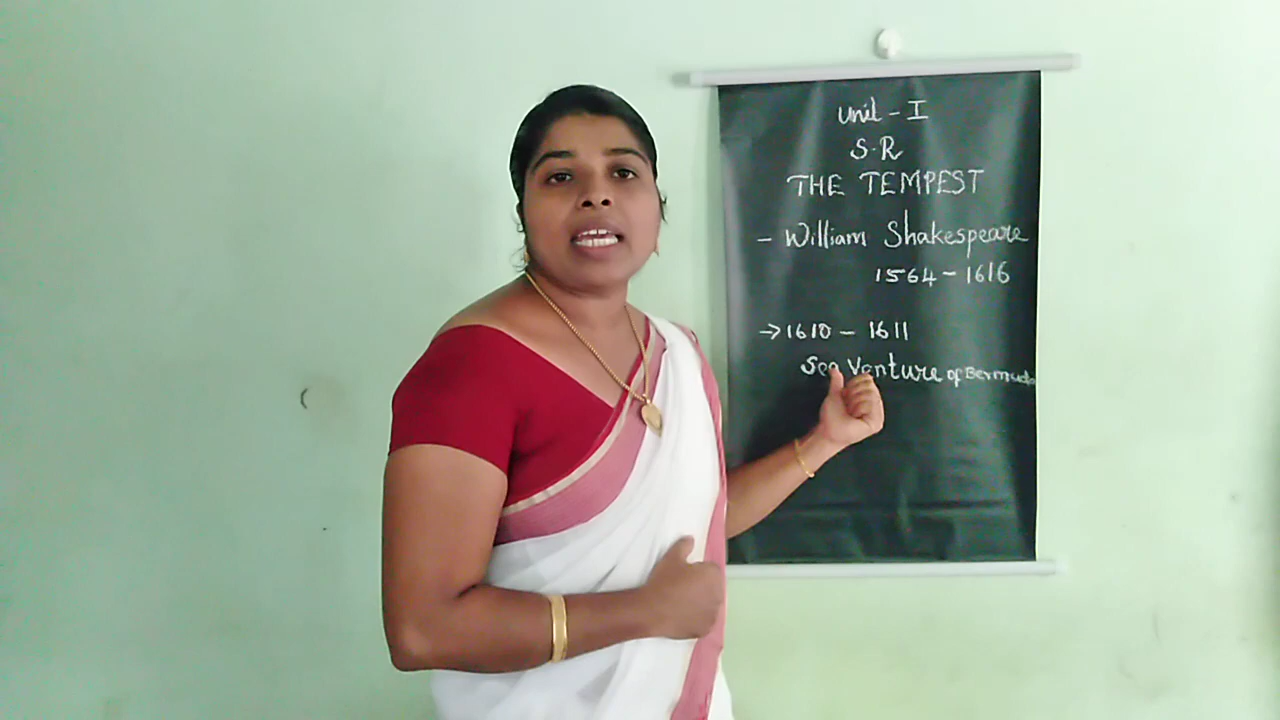 Unit - I
S.R
THE TEMPEST
- William Shakespeare
1564 - 1616
→ 1610 - 1611
Sea Venture of Bermuda